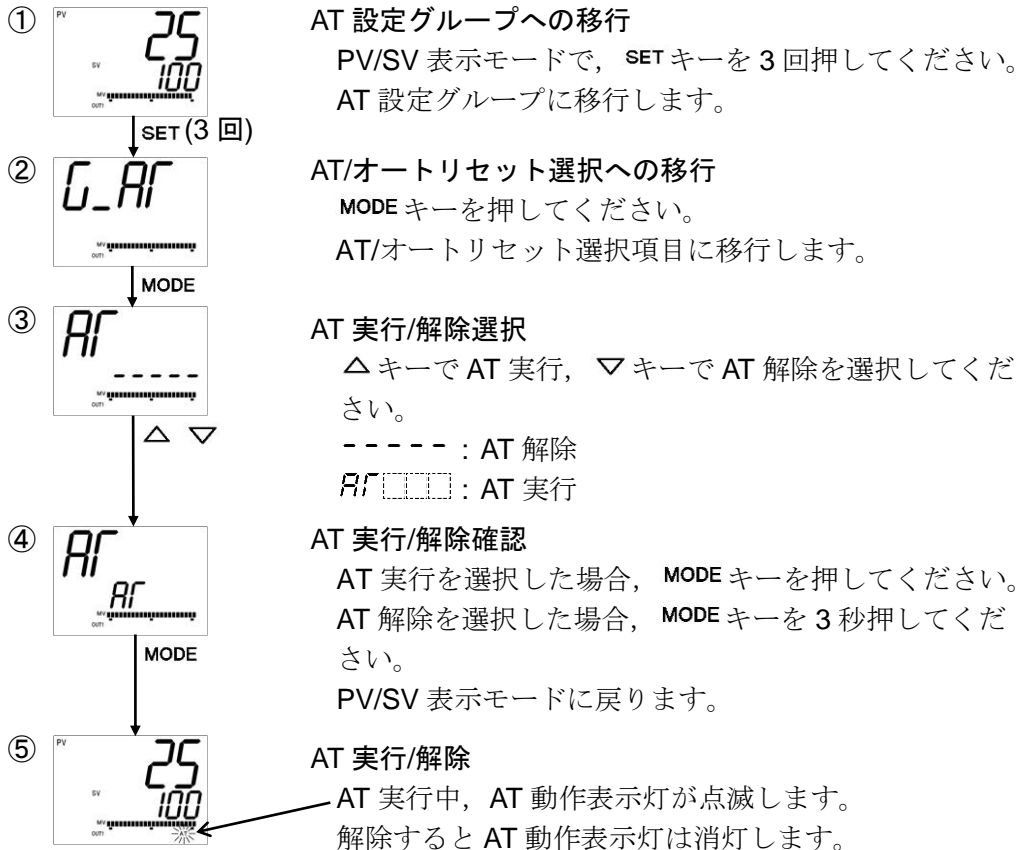 ① PV 25 AT 設定グループへの移行
SV 100 PV/SV 表示モードで， SET キーを 3 回押してください。
MV
OUT1 AT 設定グループに移行します。
SET (3 回)
② G_AT AT/オートリセット選択への移行
MODE キーを押してください。
MV
OUT1 AT/オートリセット選択項目に移行します。
MODE
③ AT AT 実行/解除選択
- - - - - △ キーで AT 実行， ▽ キーで AT 解除を選択してくだ
MV
OUT1 さい。
△ ▽ - - - - - : AT 解除
AT□□□ : AT 実行
④ AT AT 実行/解除確認
AT AT 実行を選択した場合， MODE キーを押してください。
MV
OUT1 AT 解除を選択した場合， MODE キーを 3 秒押してくだ
MODE さい。
PV/SV 表示モードに戻ります。
⑤ PV 25 AT 実行/解除
SV 100 AT 実行中，AT 動作表示灯が点滅します。
MV
OUT1 解除すると AT 動作表示灯は消灯します。